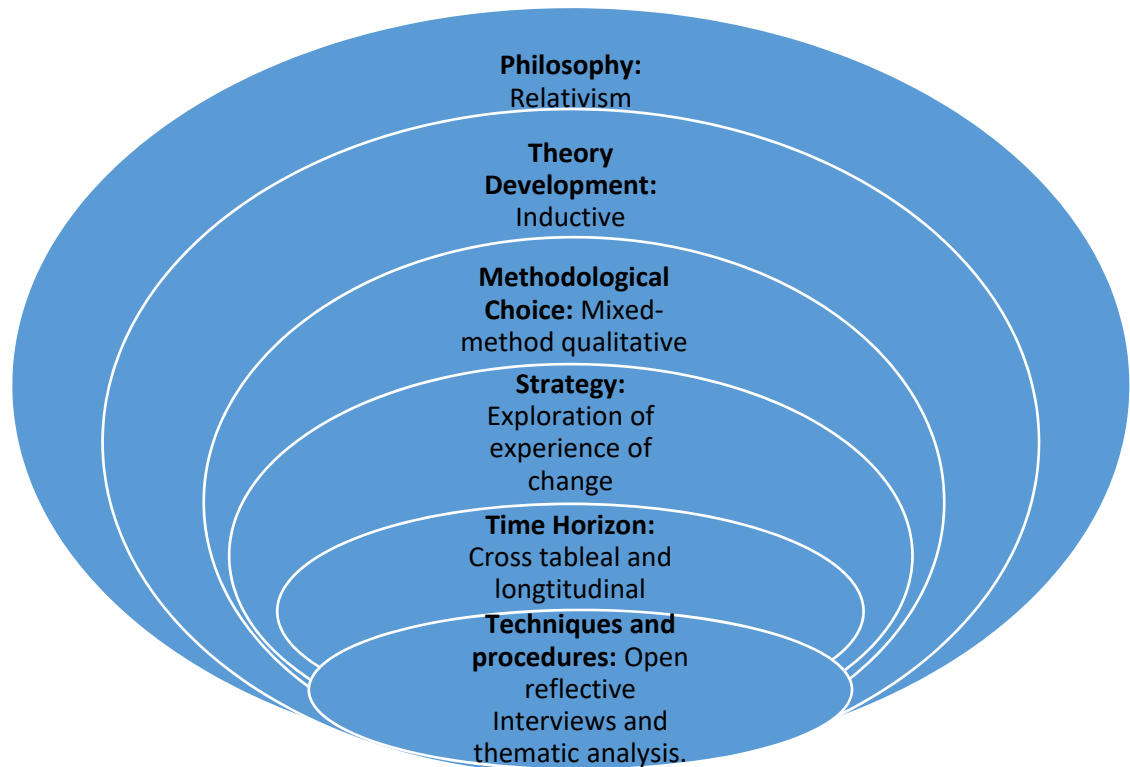 Philosophy:
Relativism
Theory
Development:
Inductive
Methodological
Choice: Mixed-
method qualitative
Strategy:
Exploration of
experience of
change
Time Horizon:
Cross tableal and
longtitudinal
Techniques and
procedures: Open
reflective
Interviews and
thematic analysis.